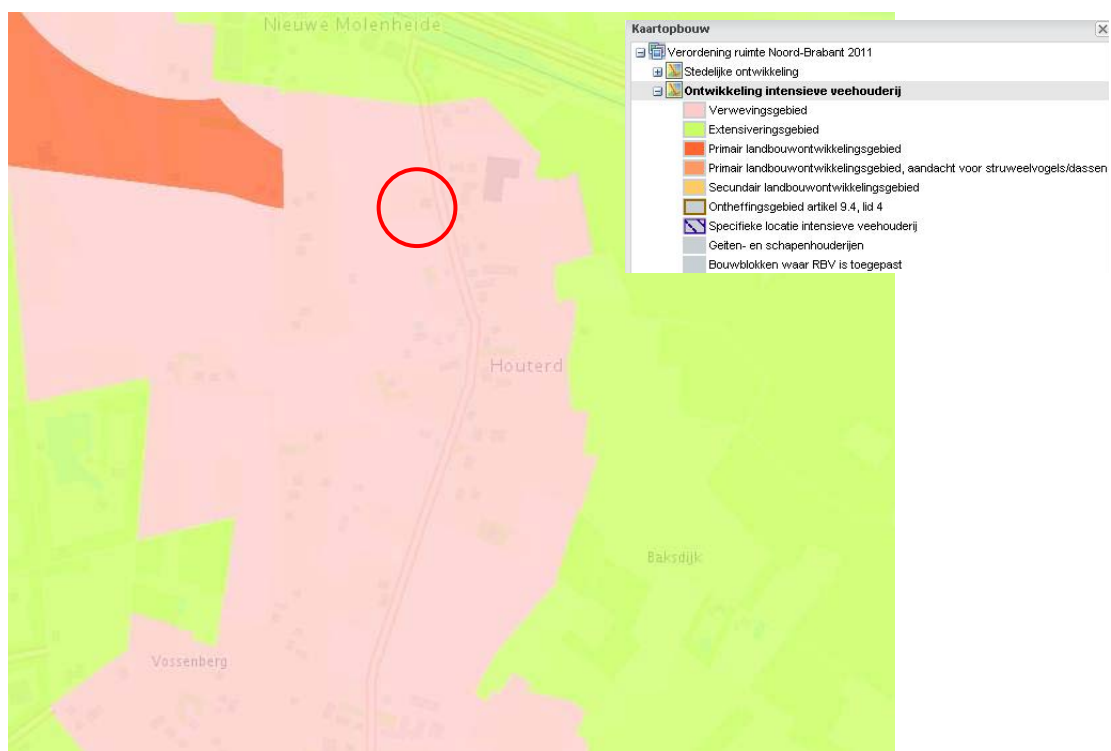 Nieuwe Molenheide
Kaartopbouw
Verordening ruimte Noord-Brabant 2011
Stedelijke ontwikkeling
Ontwikkeling intensieve veehouderij
Verwevingsgebied
Extensiveringsgebied
Primair landbouwontwikkelingsgebied
Primair landbouwontwikkelingsgebied, aandacht voor struweelvogels/dassen
Secundair landbouwontwikkelingsgebied
Ontheffingsgebied artikel 9.4, lid 4
Specifieke locatie intensieve veehouderij
Geiten- en schapenhouderijen
Bouwblokken waar RBV is toegepast
Houterd
Baksdijk
Vossenberg